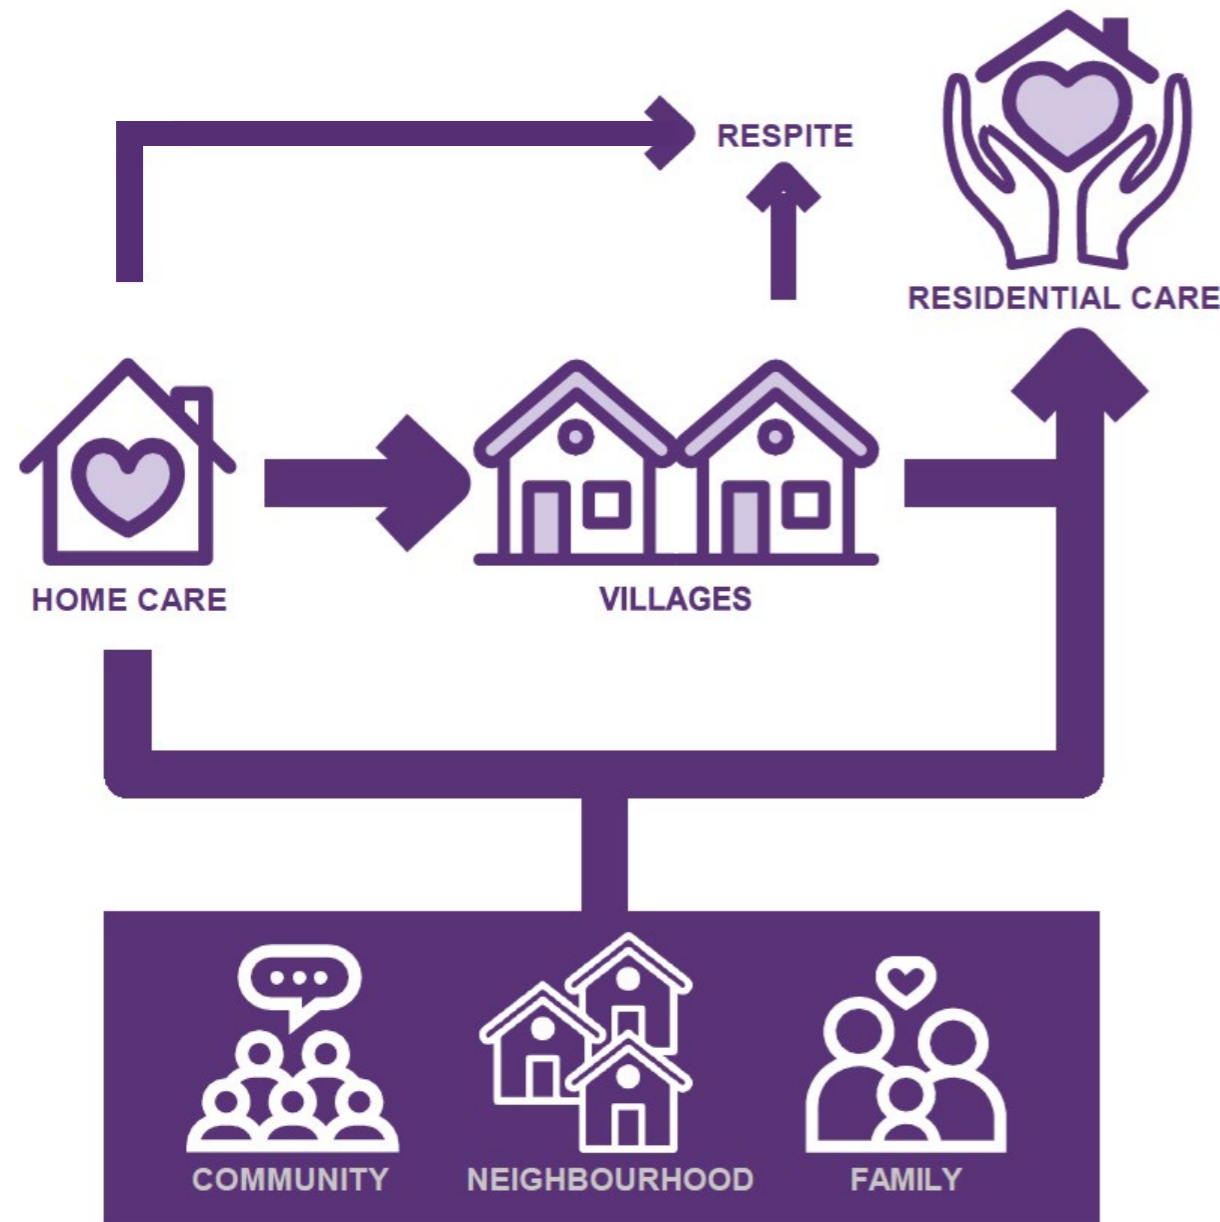 RESPITE
RESIDENTIAL CARE
HOME CARE
VILLAGES
COMMUNITY
NEIGHBOURHOOD
FAMILY